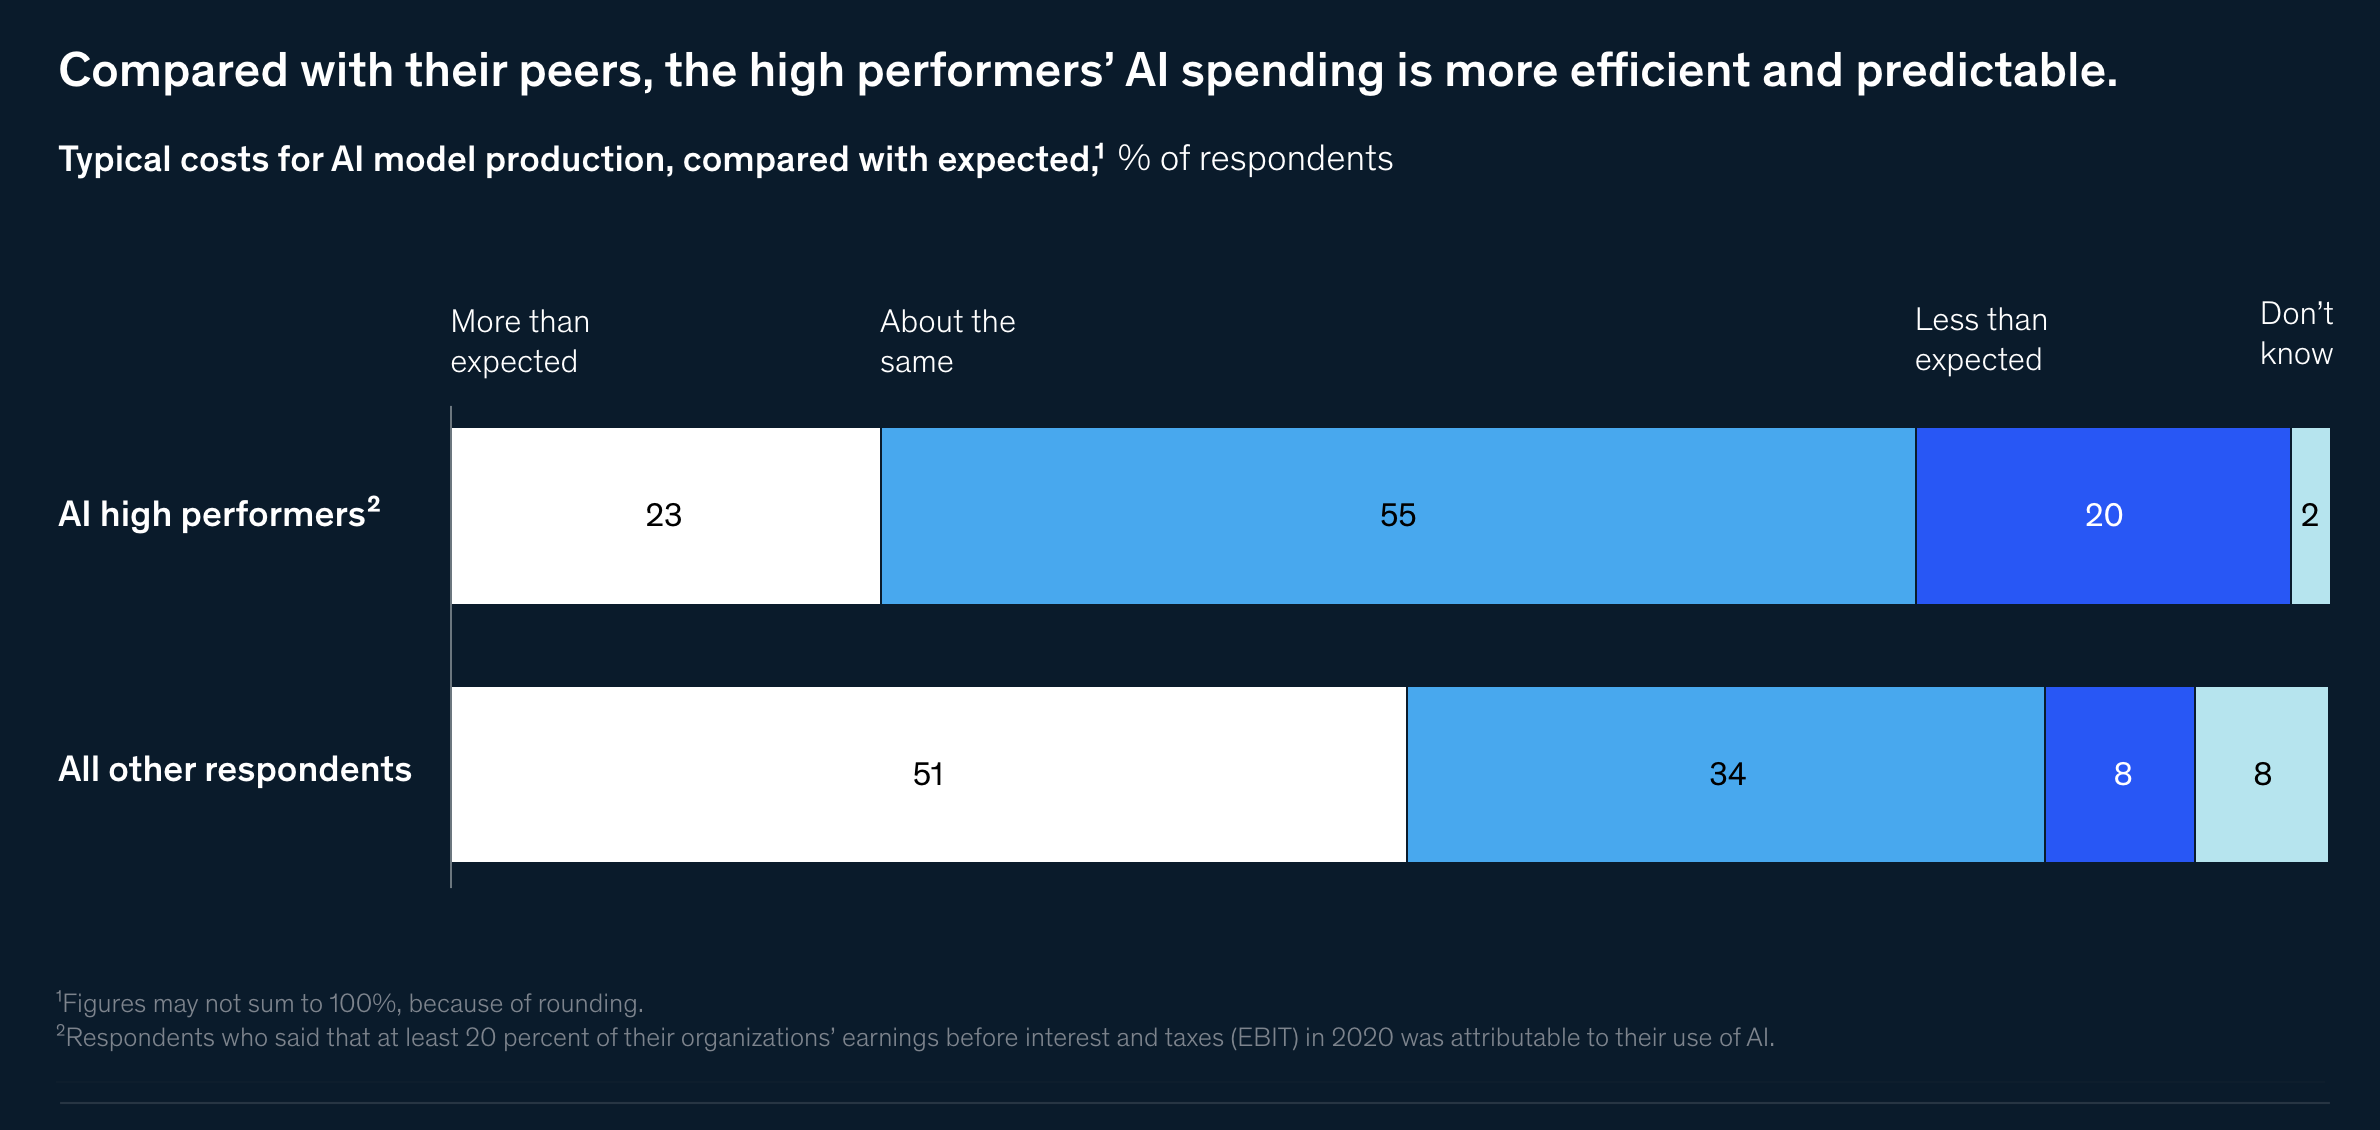 Compared with their peers, the high performers’ AI spending is more efficient and predictable.
Typical costs for AI model production, compared with expected,¹ % of respondents
More than
expected
About the
same
Less than
expected
Don’t
know
AI high performers²
23
55
20
2
All other respondents
51
34
8
8
¹Figures may not sum to 100%, because of rounding.
²Respondents who said that at least 20 percent of their organizations’ earnings before interest and taxes (EBIT) in 2020 was attributable to their use of AI.